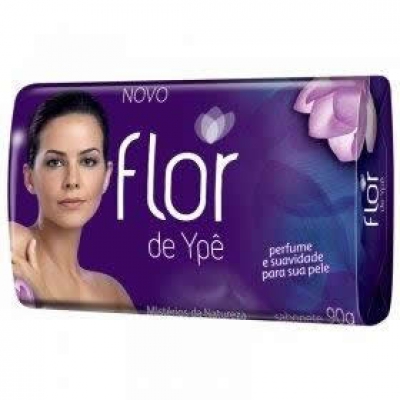 NOVO
flor
de Ypê
perfume
e suavidade
para sua pele
Mistérios da Natureza
sabonete 90g
flor
de Ypê